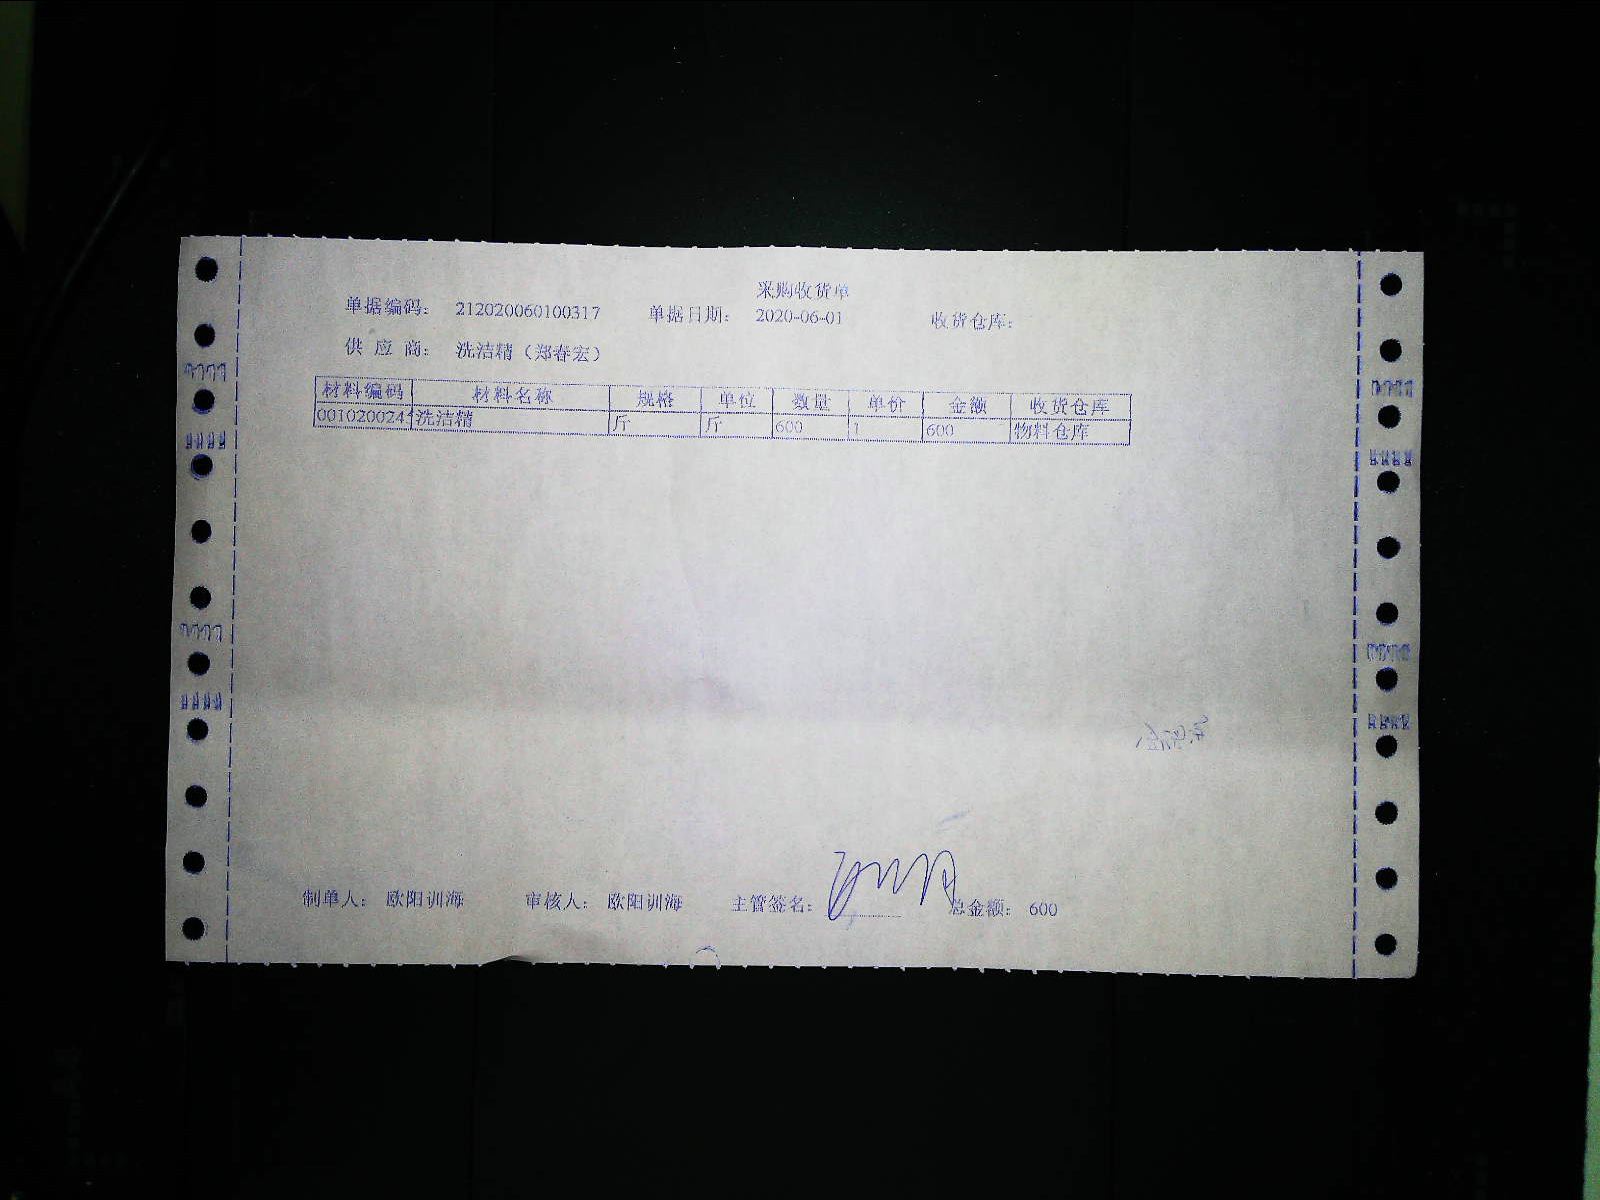 采购收货单
单据编码: 212020060100317 单据日期: 2020-06-01 收货仓库:
供 应 商: 洗洁精（郑春宏）
材料编码 材料名称 规格 单位 数量 单价 金额 收货仓库
001020024 洗洁精 斤 斤 600 1 600 物料仓库
制单人: 欧阳训海 审核人: 欧阳训海 主管签名: 总金额: 600